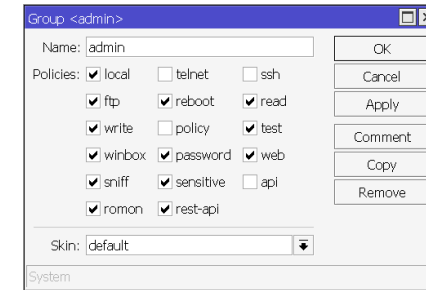 Group <admin>
Name: admin
OK
Policies: local telnet ssh
Cancel
ftp reboot read
Apply
write policy test
Comment
winbox password web
Copy
sniff sensitive api
Remove
romon rest-api
Skin: default
System